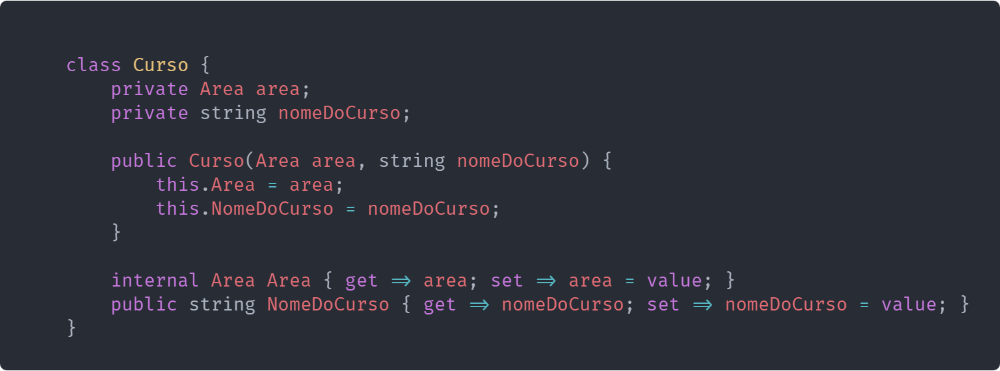 class Curso {
    private Area area;
    private string nomeDoCurso;

    public Curso(Area area, string nomeDoCurso) {
        this.Area = area;
        this.NomeDoCurso = nomeDoCurso;
    }

    internal Area Area { get => area; set => area = value; }
    public string NomeDoCurso { get => nomeDoCurso; set => nomeDoCurso = value; }
}